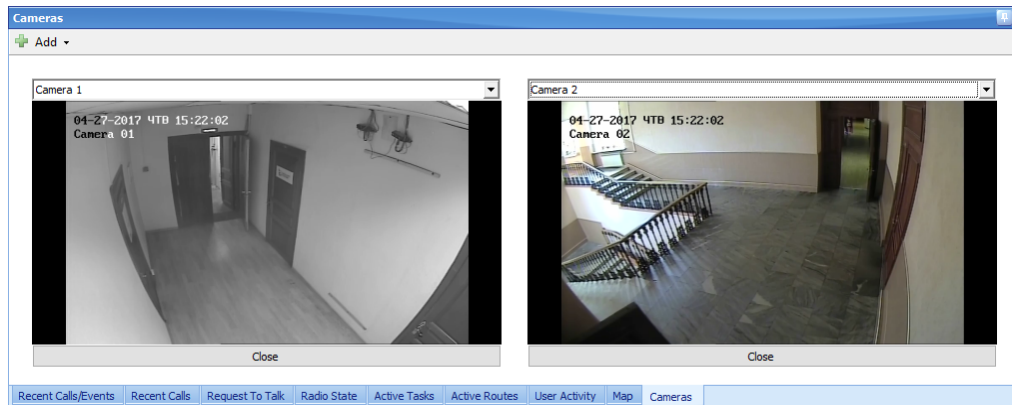 Cameras
Add
Camera 1
Camera 2
04-27-2017 ЧТВ 15:22:02
Camera 01
04-27-2017 ЧТВ 15:22:02
Camera 02
Close
Close
Recent Calls/Events Recent Calls Request To Talk Radio State Active Tasks Active Routes User Activity Map Cameras